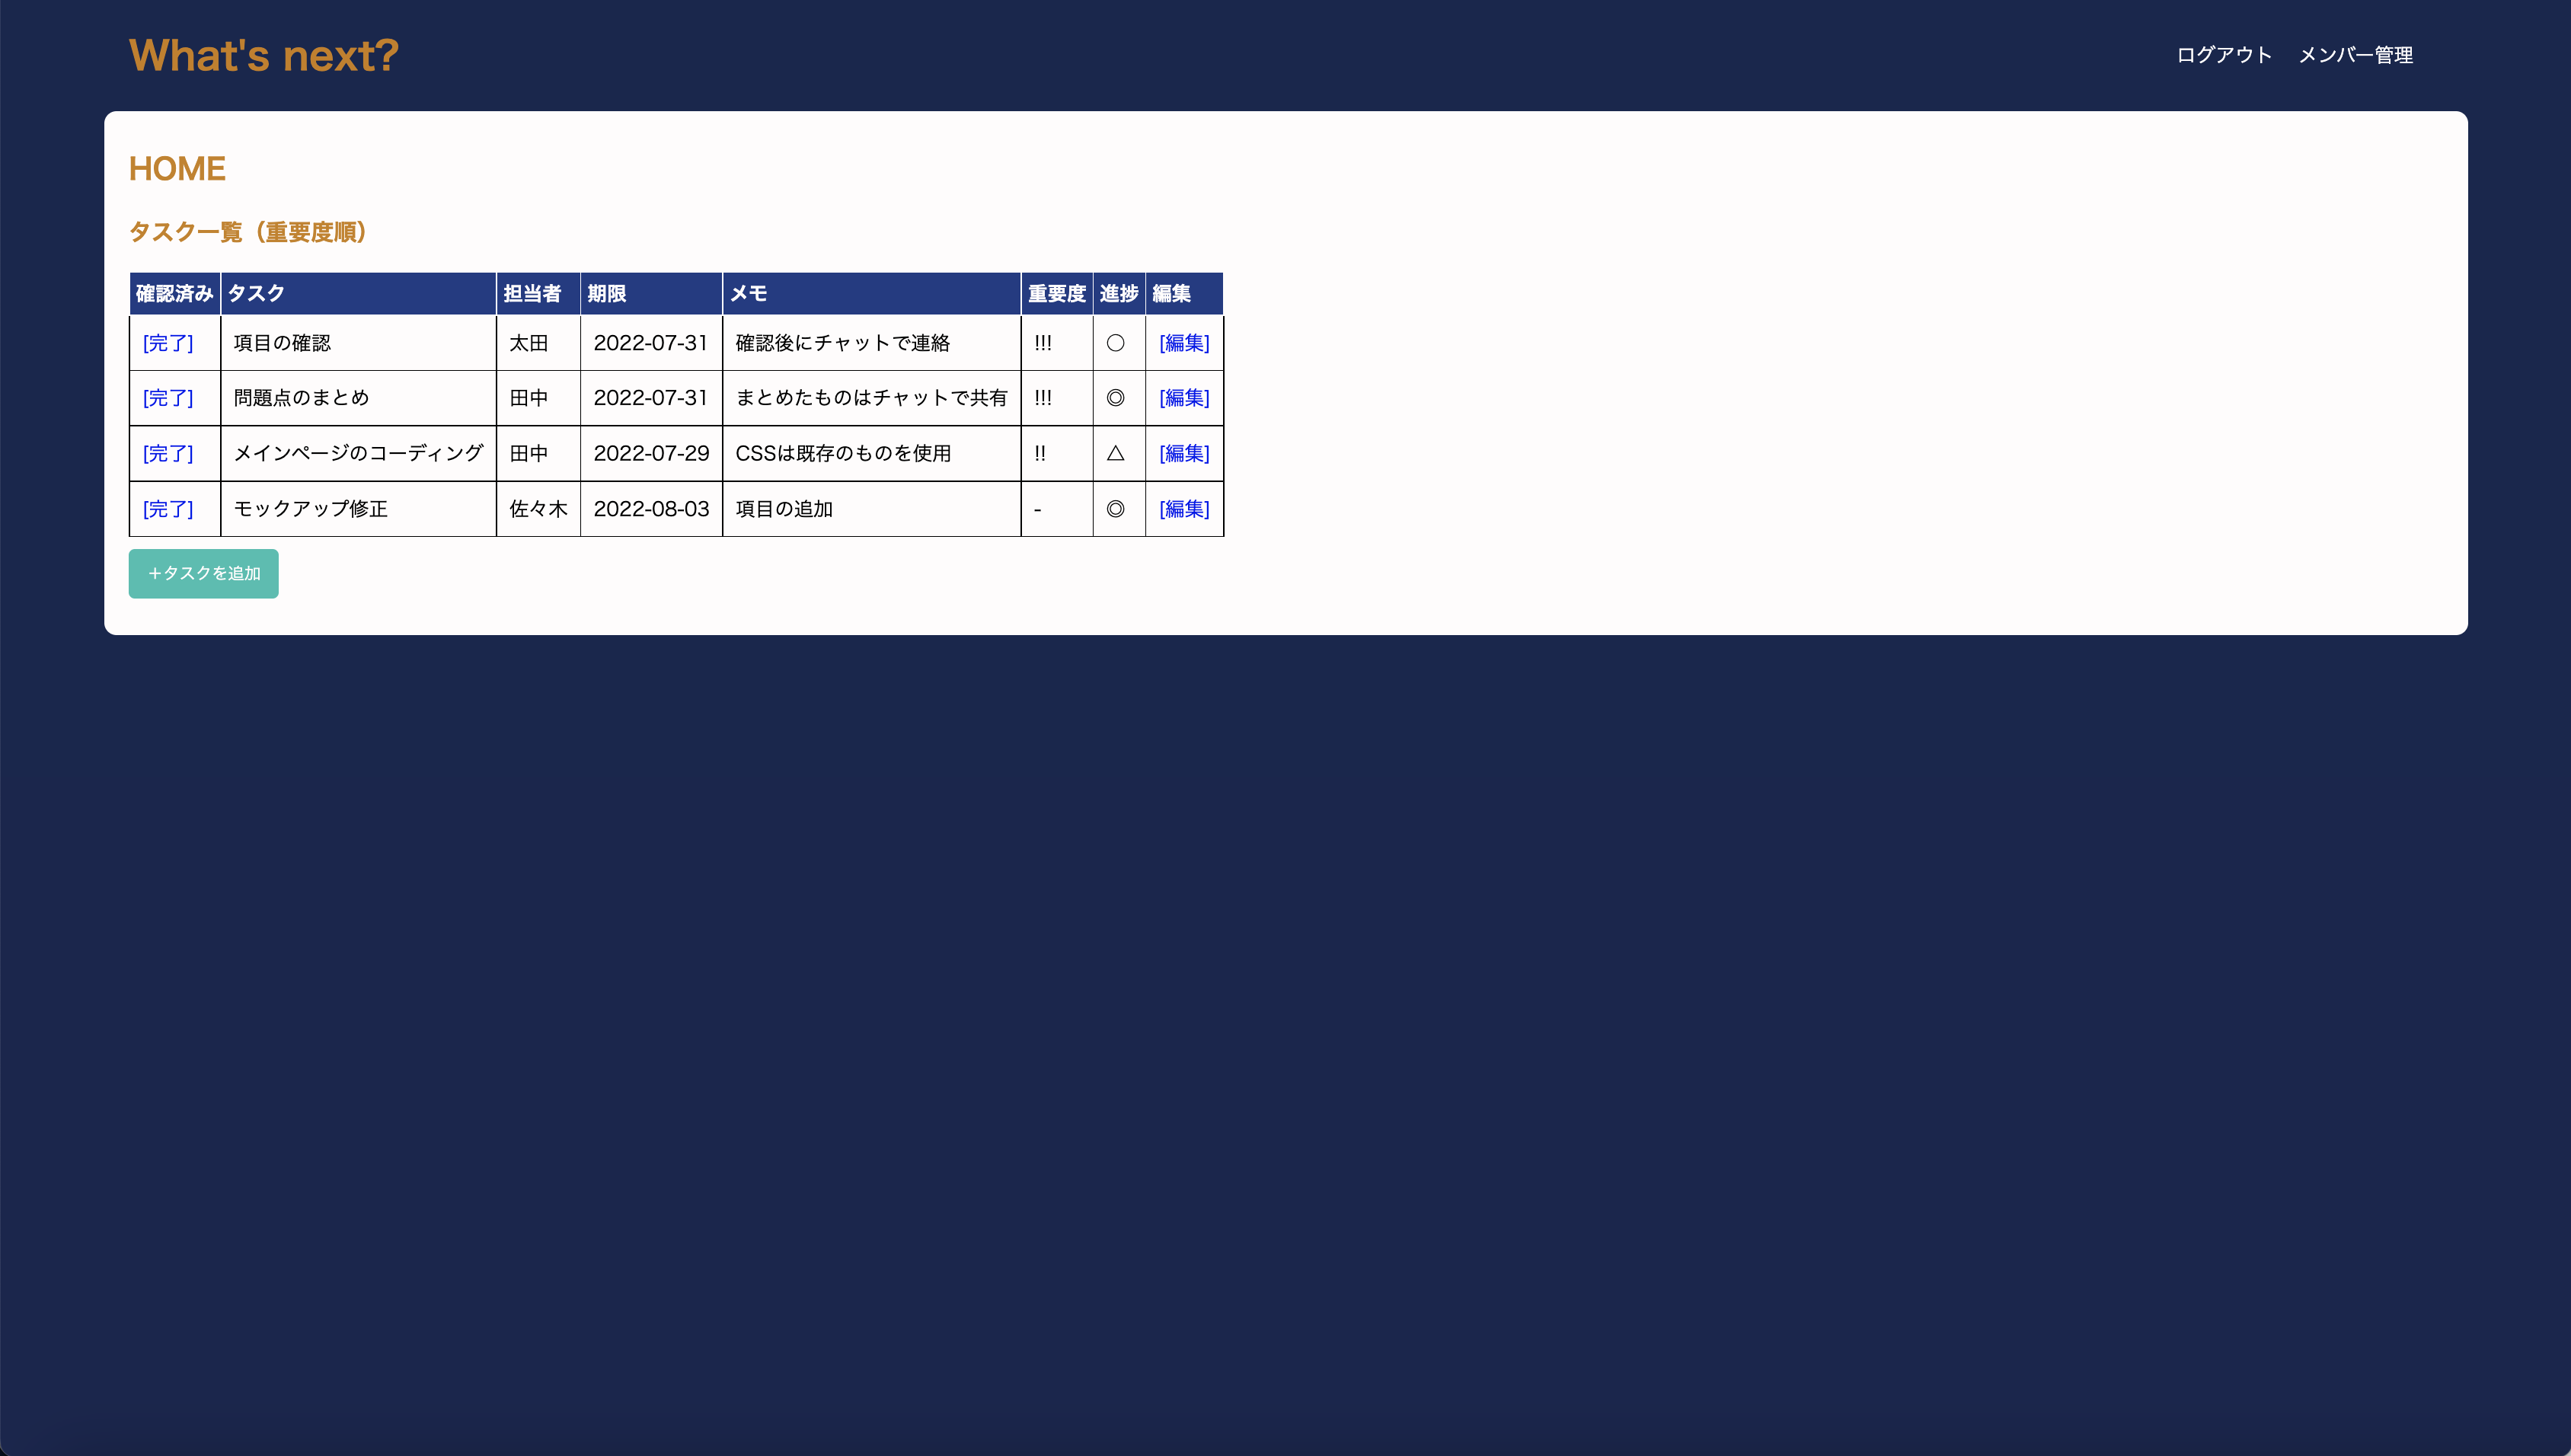 What's next?
ログアウト メンバー管理
HOME
タスク一覧（重要度順）
確認済み タスク 担当者 期限 メモ 重要度 進捗 編集
[完了] 項目の確認 太田 2022-07-31 確認後にチャットで連絡 !!! ○ [編集]
[完了] 問題点のまとめ 田中 2022-07-31 まとめたものはチャットで共有 !!! ◎ [編集]
[完了] メインページのコーディング 田中 2022-07-29 CSSは既存のものを使用 !! △ [編集]
[完了] モックアップ修正 佐々木 2022-08-03 項目の追加 - ◎ [編集]
＋タスクを追加